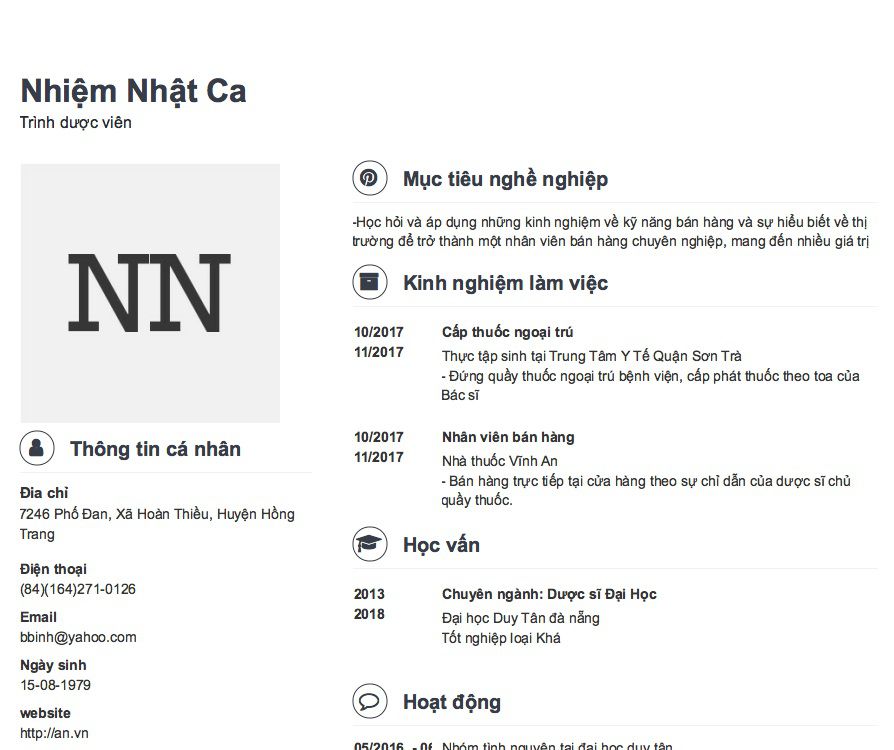 Nhiệm Nhật Ca
Trình dược viên
NN
Thông tin cá nhân
Đia chỉ
7246 Phố Đan, Xã Hoàn Thiều, Huyện Hồng
Trang
Điện thoại
(84)(164)271-0126
Email
bbinh@yahoo.com
Ngày sinh
15-08-1979
website
http://an.vn
Mục tiêu nghề nghiệp
-Học hỏi và áp dụng những kinh nghiệm về kỹ năng bán hàng và sự hiểu biết về thị
trường để trở thành một nhân viên bán hàng chuyên nghiệp, mang đến nhiều giá trị
Kinh nghiệm làm việc
10/2017 Cấp thuốc ngoại trú
11/2017 Thực tập sinh tại Trung Tâm Y Tế Quận Sơn Trà
- Đứng quầy thuốc ngoại trú bệnh viện, cấp phát thuốc theo toa của
Bác sĩ
10/2017 Nhân viên bán hàng
11/2017 Nhà thuốc Vĩnh An
- Bán hàng trực tiếp tại cửa hàng theo sự chỉ dẫn của dược sĩ chủ
quầy thuốc.
Học vấn
2013 Chuyên ngành: Dược sĩ Đại Học
2018 Đại học Duy Tân đà nẵng
Tốt nghiệp loại Khá
Hoạt động
05/2016 - 06 Nhóm tình nguyện tại đại học duy tân